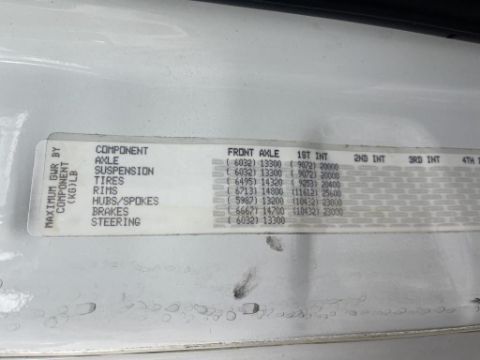 MAXIMUM GWR BY
COMPONENT
(KG)LB
COMPONENT FRONT AXLE 1ST INT 2ND INT 3RD INT 4TH
AXLE ( 6032) 13300 ( 9072) 20000
SUSPENSION ( 6032) 13300 ( 9072) 20000
TIRES ( 6495) 14320 ( 9253) 20400
RIMS ( 6713) 14800 (11612) 25600
HUBS/SPOKES ( 5987) 13200 (10432) 23000
BRAKES ( 6667) 14700 (10432) 23000
STEERING ( 6032) 13300